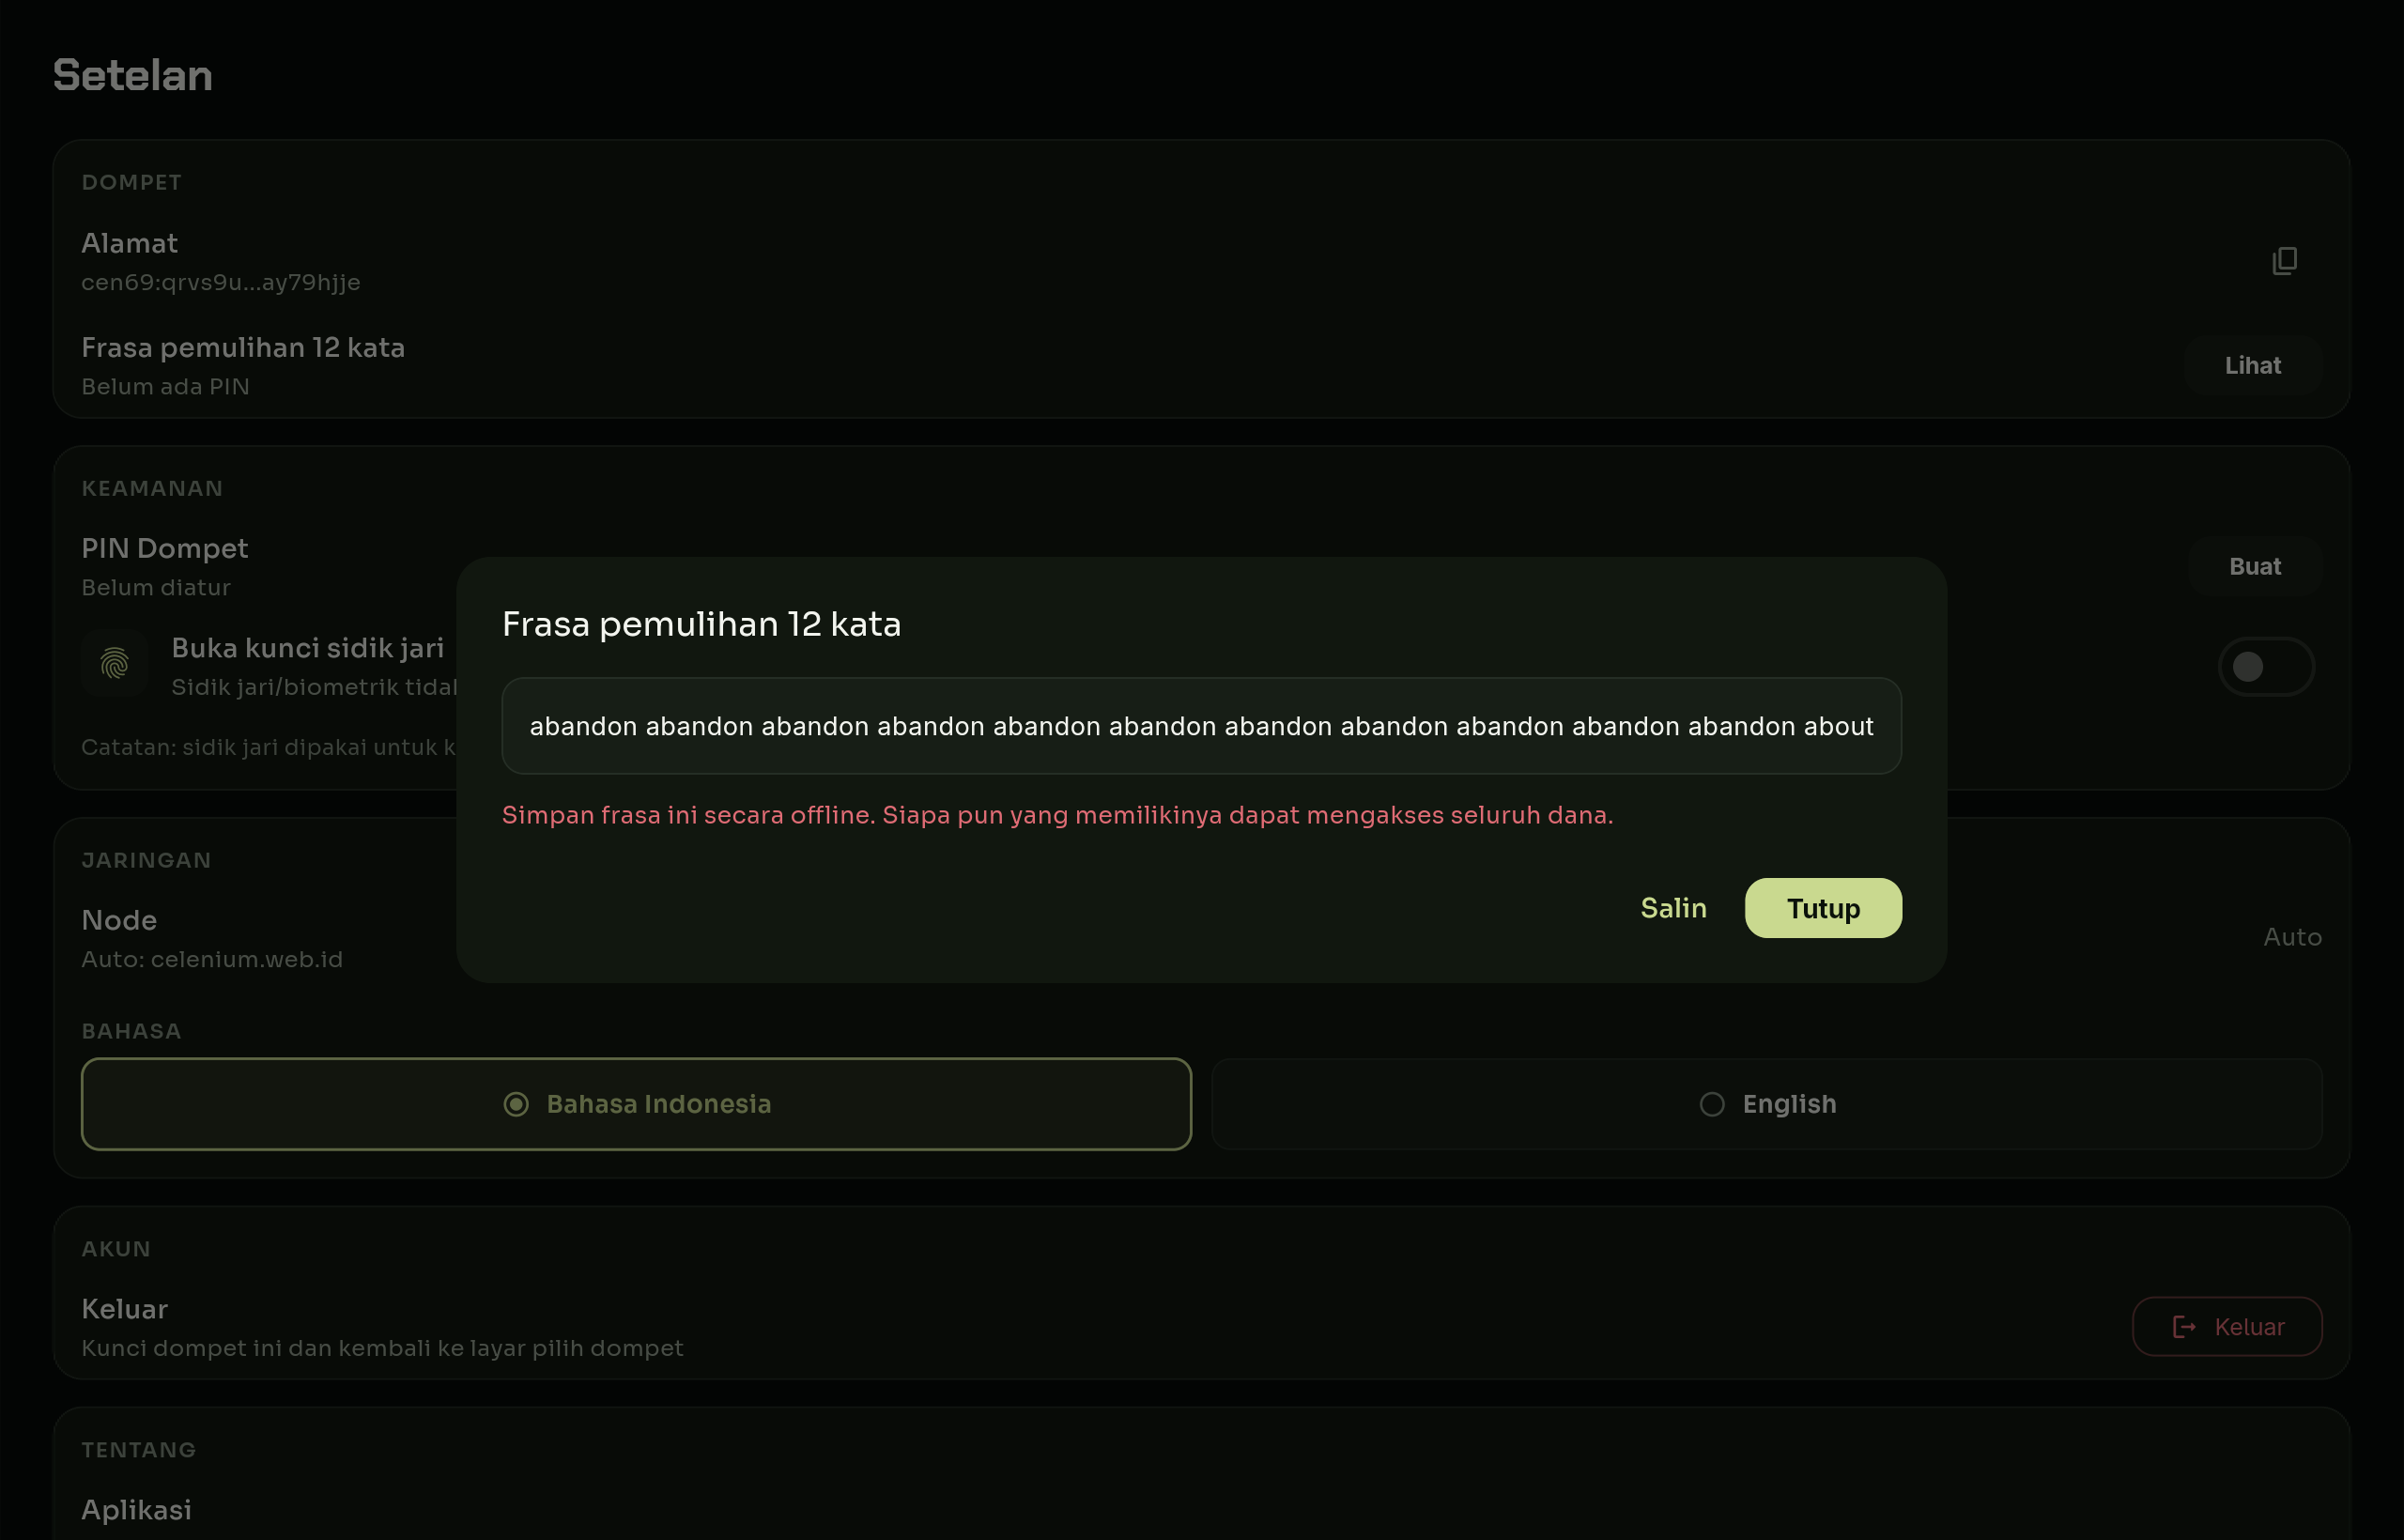 Setelan
DOMPET
Alamat
cen69:qrvs9u...ay79hjje
Frasa pemulihan 12 kata
Belum ada PIN
Lihat
KEAMANAN
PIN Dompet
Belum diatur
Buat
Buka kunci sidik jari
Sidik jari/biometrik tidak
Catatan: sidik jari dipakai untuk k
Frasa pemulihan 12 kata
abandon abandon abandon abandon abandon abandon abandon abandon abandon abandon abandon about
Simpan frasa ini secara offline. Siapa pun yang memilikinya dapat mengakses seluruh dana.
Salin
Tutup
JARINGAN
Node
Auto: celenium.web.id
Auto
BAHASA
Bahasa Indonesia
English
AKUN
Keluar
Kunci dompet ini dan kembali ke layar pilih dompet
Keluar
TENTANG
Aplikasi